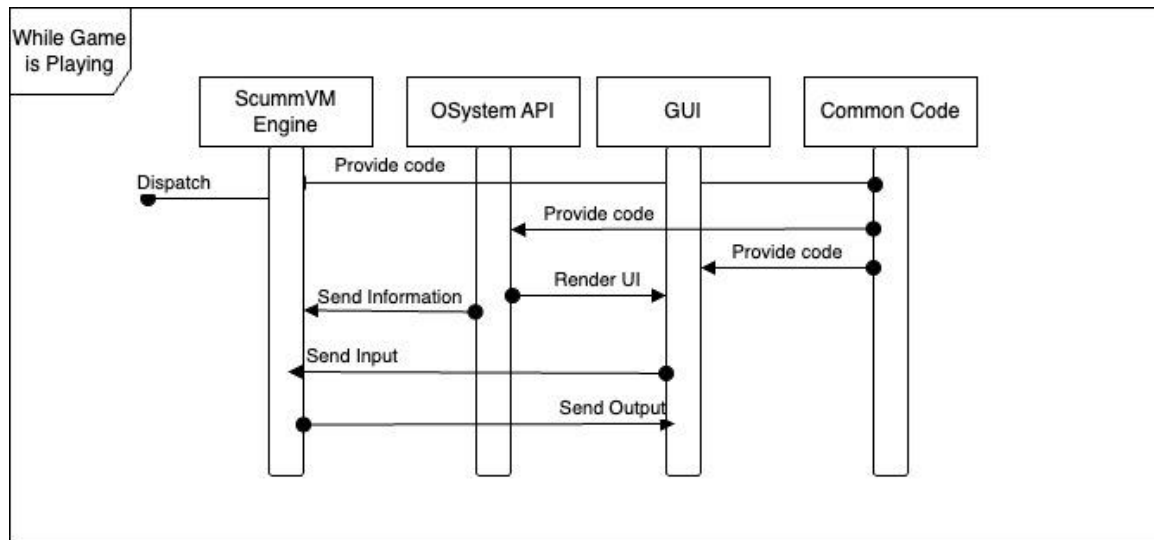 While Game
is Playing
ScummVM
Engine
OSystem API
GUI
Common Code
Provide code
Dispatch
Provide code
Provide code
Render UI
Send Information
Send Input
Send Output